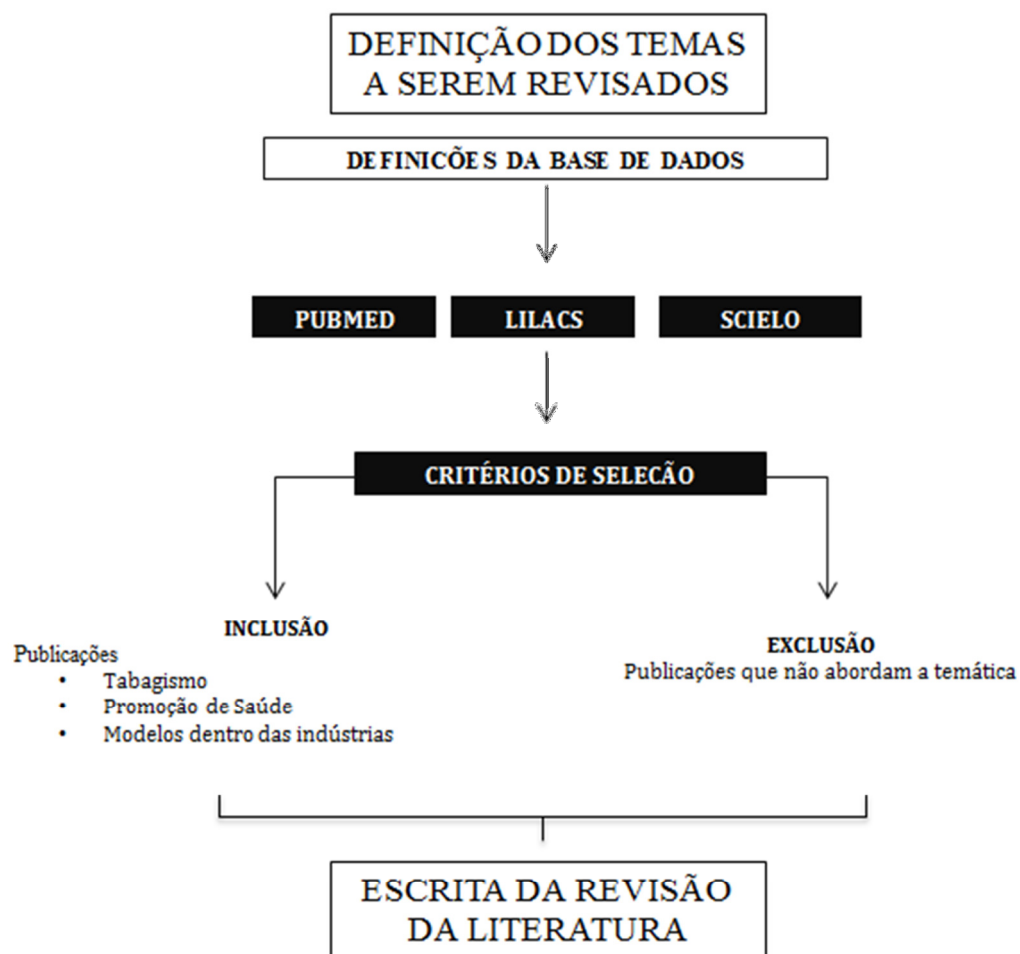 DEFINIÇÃO DOS TEMAS
A SEREM REVISADOS
DEFINICÕES DA BASE DE DADOS
PUBMED
LILACS
SCIELO
CRITÉRIOS DE SELECÃO
INCLUSÃO
Publicações
• Tabagismo
• Promoção de Saúde
• Modelos dentro das indústrias
EXCLUSÃO
Publicações que não abordam a temática
ESCRITA DA REVISÃO
DA LITERATURA